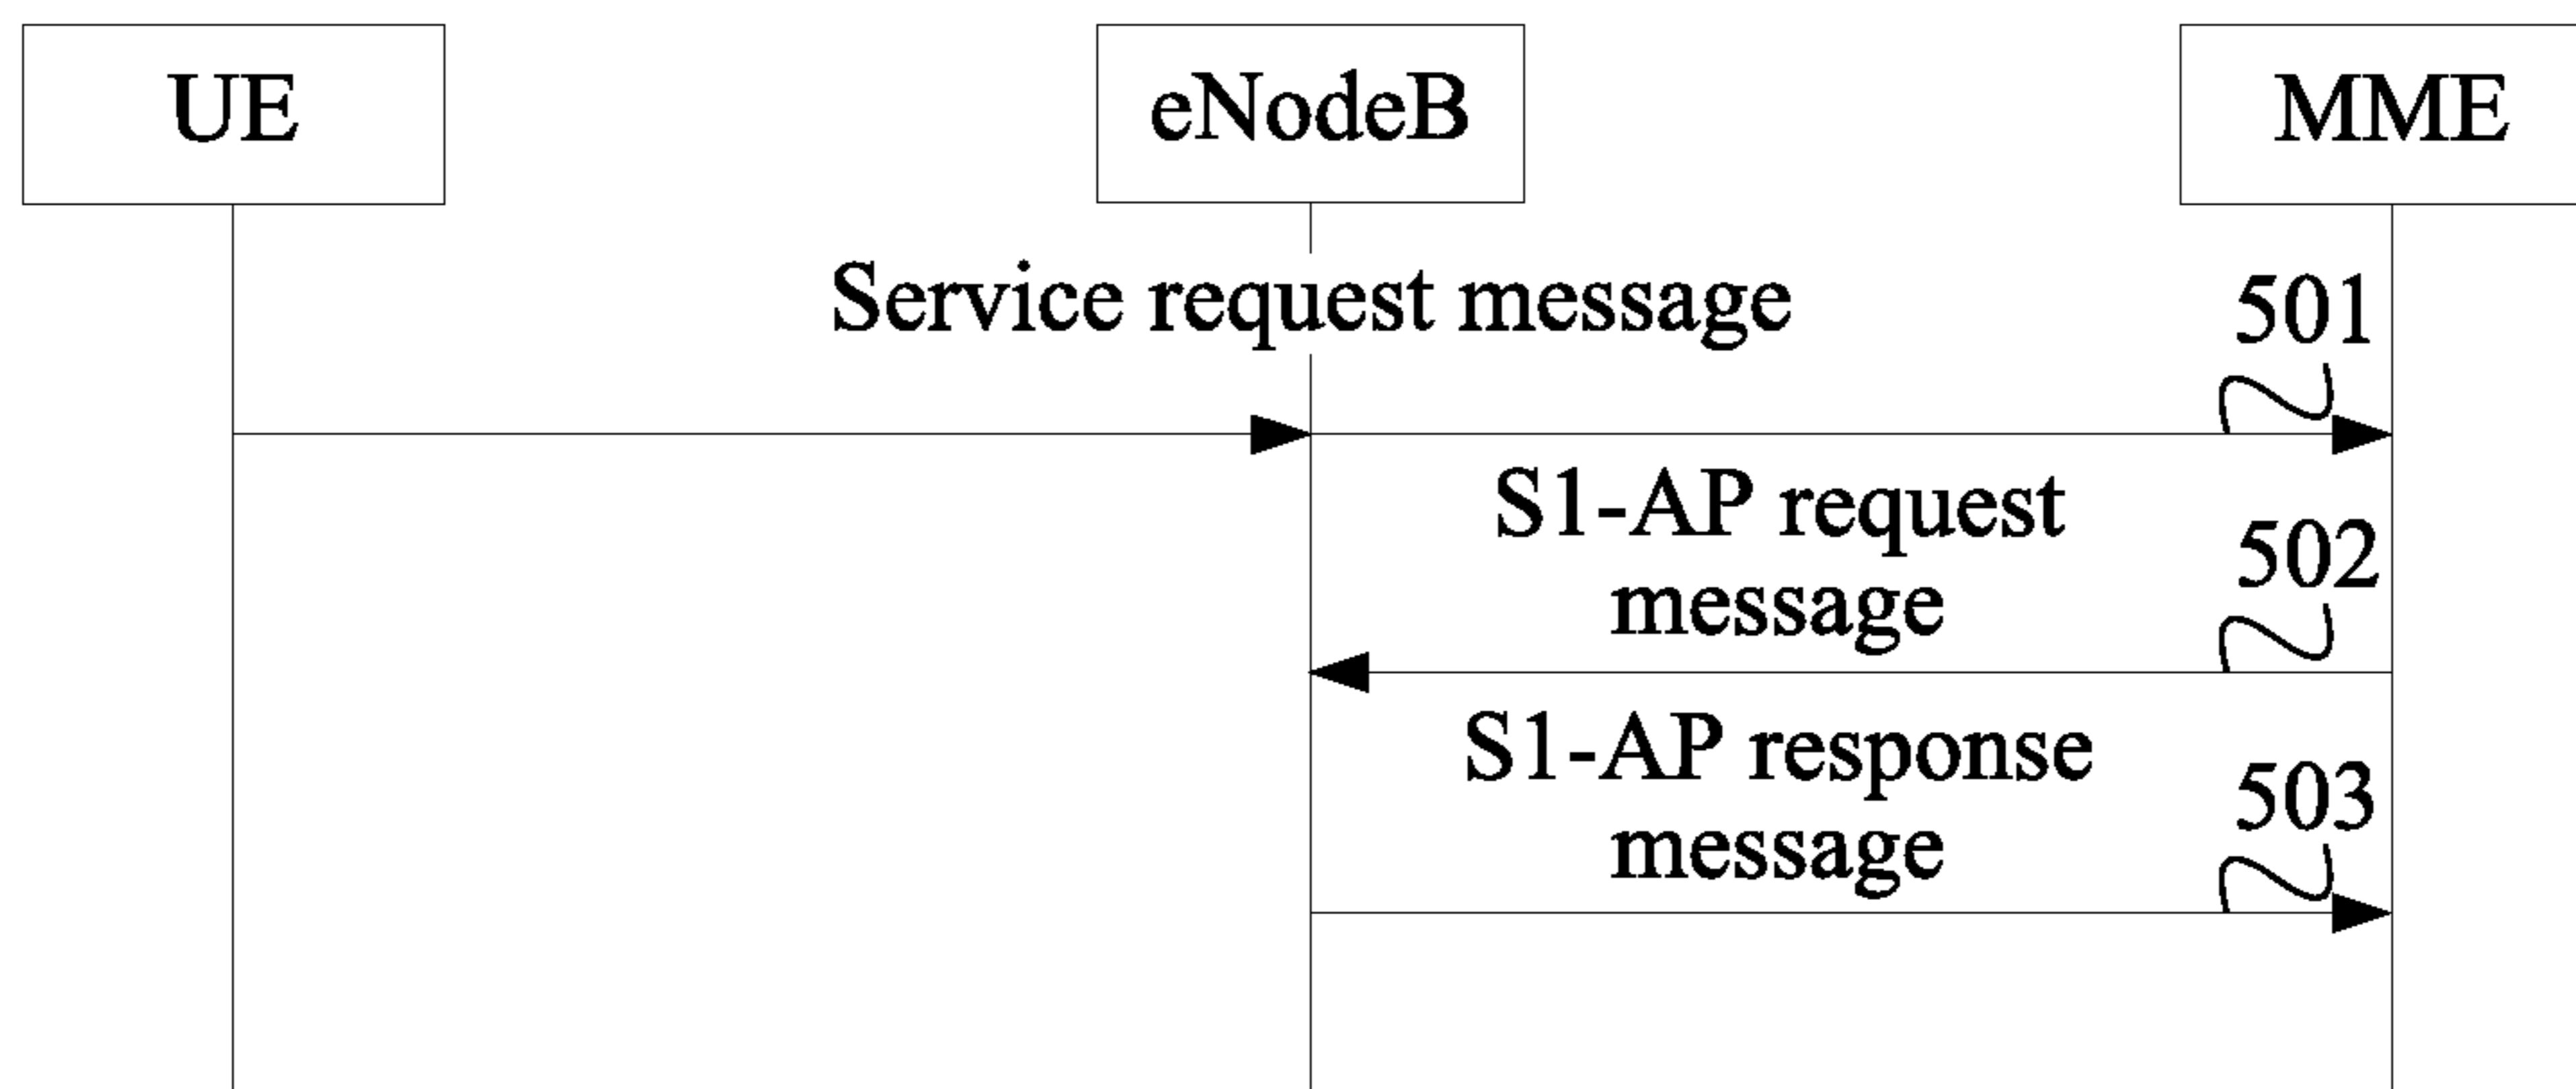 UE
eNodeB
MME
Service request message
501
S1-AP request
message
502
S1-AP response
message
503